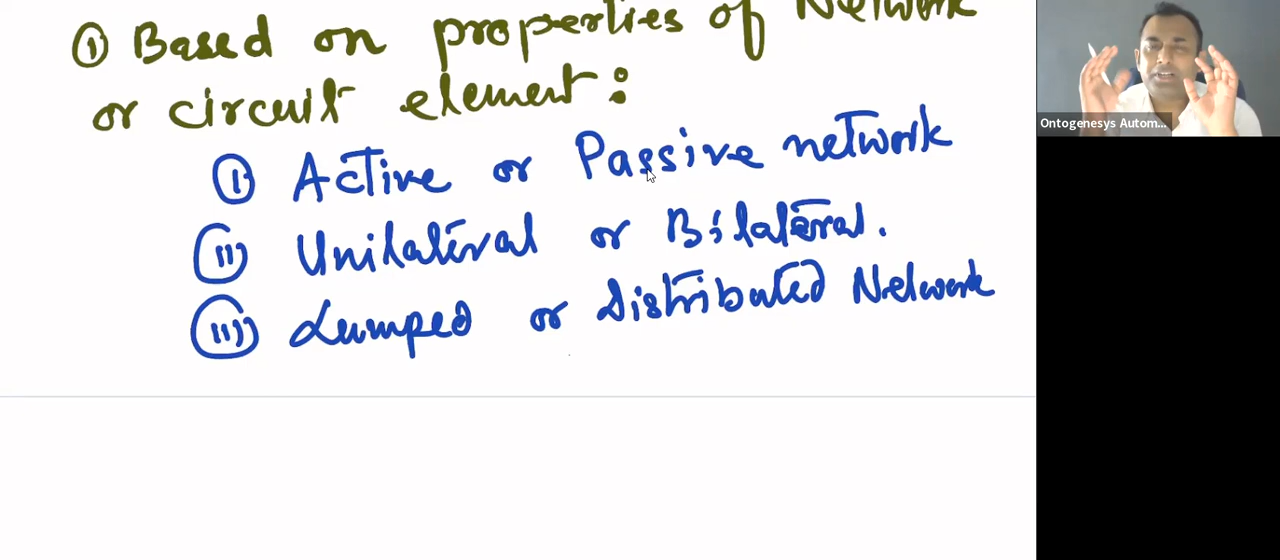 ① Based on properties of Network
or circuit element:
(I) Active or Passive network
(II) Unilateral or Bilateral.
(III) Lumped or Distributed Network
Ontogenesys Autom...